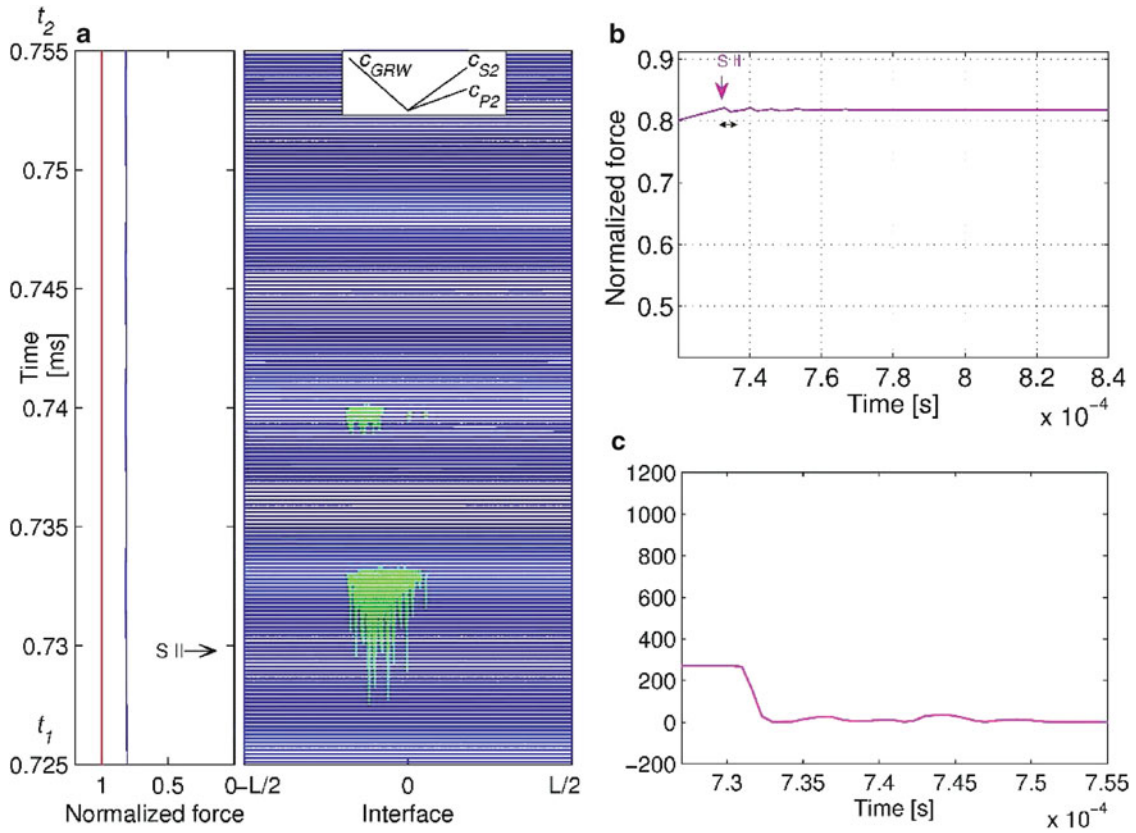 a
t2
0.755
0.75
0.745
Time
[ms]
0.74
0.735
0.73
t1
0.725
S II
1
0.5
0
Normalized force
cGRW
cS2
cP2
–L/2
0
L/2
Interface
b
S II
0.9
0.8
0.7
0.6
0.5
Normalized force
7.4
7.6
7.8
8
8.2
8.4
Time [s]
x 10-4
c
1200
1000
800
600
400
200
0
−200
7.3
7.35
7.4
7.45
7.5
7.55
Time [s]
x 10-4